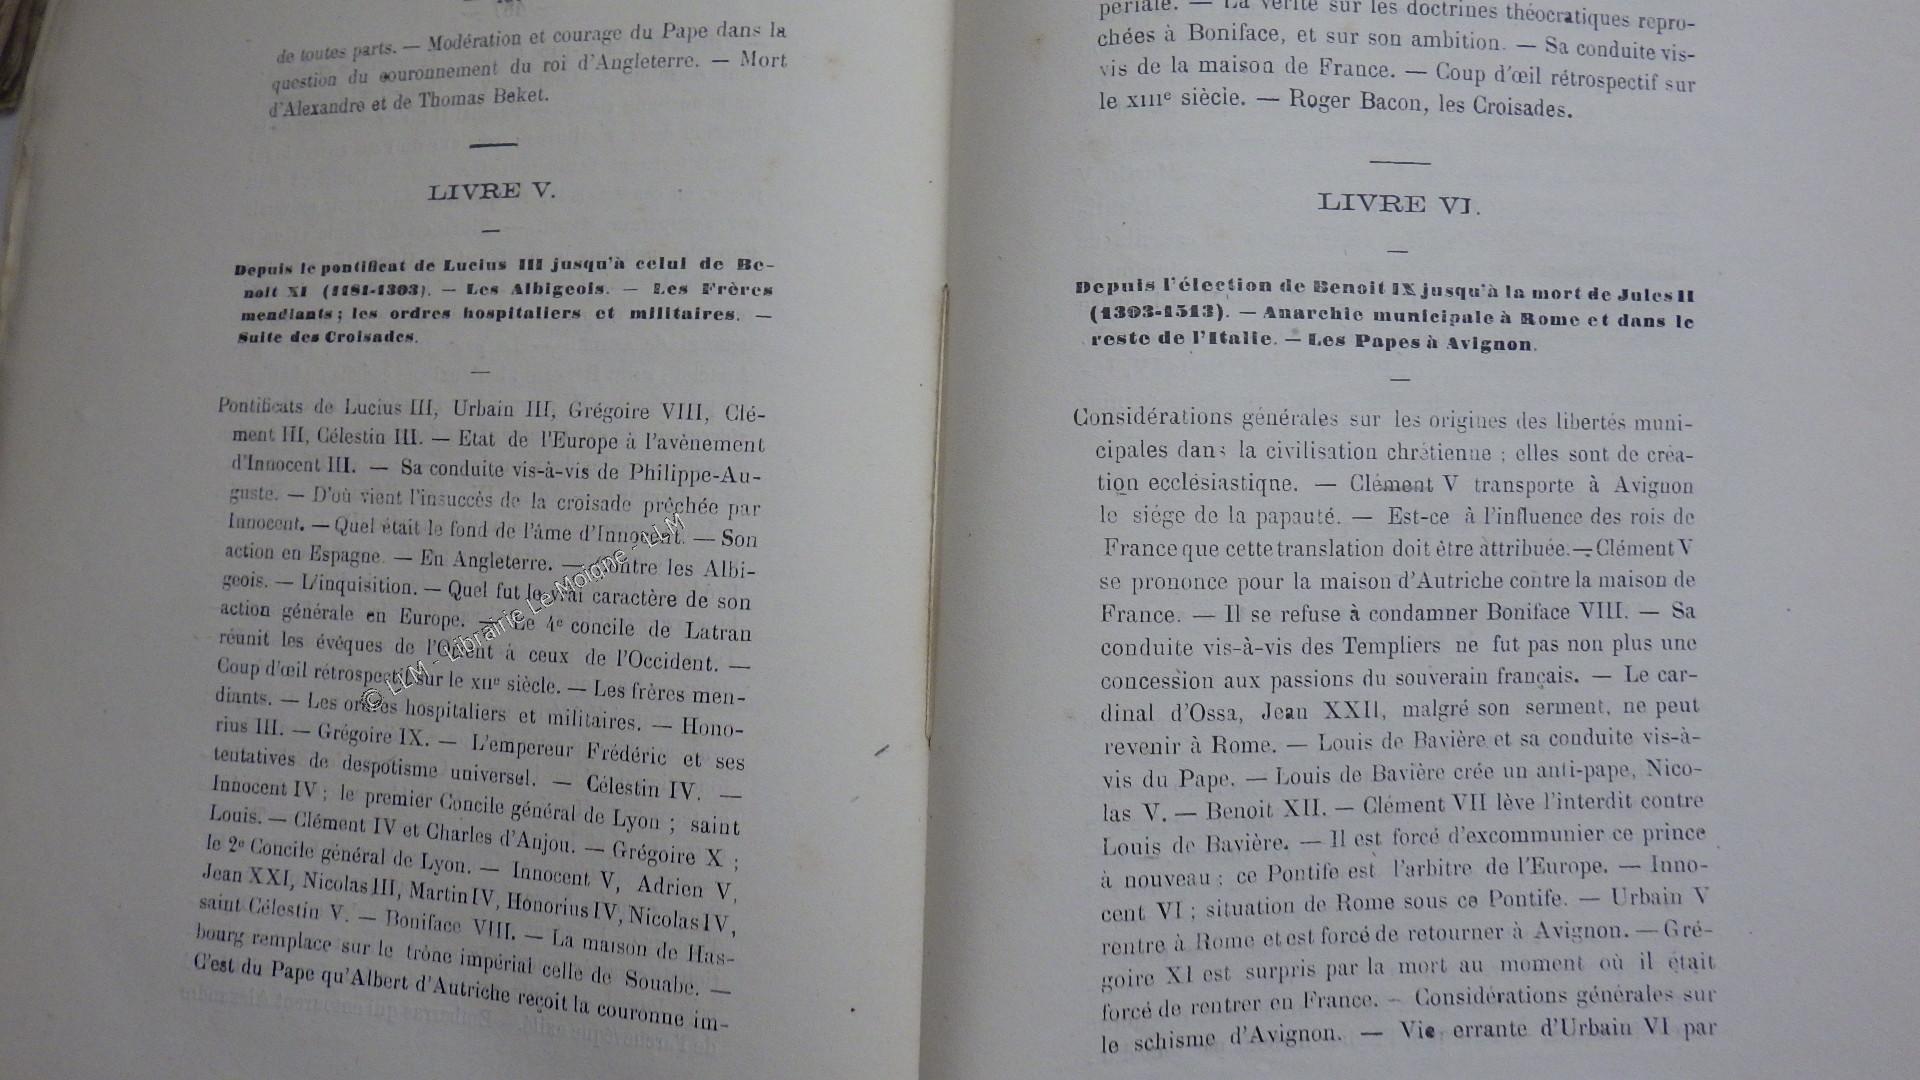 de toutes parts. — Modération et courage du Pape dans la
question du couronnement du roi d'Angleterre. — Mort
d'Alexandre et de Thomas Beket.
LIVRE V.
Depuis le pontificat de Lucius III jusqu'à celui de Be-
noit XI (1181-1303). — Les Albigeois. — Les Frères
mendiants; les ordres hospitaliers et militaires. —
Suite des Croisades.
Pontificats de Lucius III, Urbain III, Grégoire VIII, Clé-
ment III, Célestin III. — Etat de l'Europe à l'avènement
d'Innocent III. — Sa conduite vis-à-vis de Philippe-Au-
guste. — D'où vient l'insuccès de la croisade prêchée par
Innocent. — Quel était le fond de l'âme d'Innocent. — Son
action en Espagne. — En Angleterre. — Contre les Albi-
geois. — L'inquisition. — Quel fut le vrai caractère de son
action générale en Europe. — Le 4e concile de Latran
réunit les évêques de l'Orient à ceux de l'Occident. —
Coup d'œil rétrospectif sur le XIIe siècle. — Les frères men-
diants. — Les ordres hospitaliers et militaires. — Hono-
rius III. — Grégoire IX. — L'empereur Frédéric et ses
tentatives de despotisme universel. — Célestin IV. —
Innocent IV; le premier Concile général de Lyon; saint
Louis. — Clément IV et Charles d'Anjou. — Grégoire X;
le 2e Concile général de Lyon. — Innocent V, Adrien V,
Jean XXI, Nicolas III, Martin IV, Honorius IV, Nicolas IV,
saint Célestin V. — Boniface VIII. — La maison de Has-
bourg remplace sur le trône impérial celle de Souabe. —
C'est du Pape qu'Albert d'Autriche reçoit la couronne im-
© LLM - Librairie Le Moigne - LLM
périale. — La vérité sur les doctrines théocratiques repro-
chées à Boniface, et sur son ambition. — Sa conduite vis-
vis de la maison de France. — Coup d'œil rétrospectif sur
le XIIIe siècie. — Roger Bacon, les Croisades.
LIVRE VI.
Depuis l'élection de Benoit IX jusqu'à la mort de Jules II
(1303-1513). — Anarchie municipale à Rome et dans le
reste de l'Italie. — Les Papes à Avignon.
Considérations générales sur les origines des libertés muni-
cipales dans la civilisation chrétienne; elles sont de créa-
tion ecclésiastique. — Clément V transporte à Avignon
le siége de la papauté. — Est-ce à l'influence des rois de
France que cette translation doit être attribuée. — Clément V
se prononce pour la maison d'Autriche contre la maison de
France. — Il se refuse à condamner Boniface VIII. — Sa
conduite vis-à-vis des Templiers ne fut pas non plus une
concession aux passions du souverain français. — Le car-
dinal d'Ossa, Jean XXII, malgré son serment, ne peut
revenir à Rome. — Louis de Bavière et sa conduite vis-à-
vis du Pape. — Louis de Bavière crée un anti-pape, Nico-
las V. — Benoit XII. — Clément VII lève l'interdit contre
Louis de Bavière. — Il est forcé d'excommunier ce prince
à nouveau; ce Pontife est l'arbitre de l'Europe. — Inno-
cent VI; situation de Rome sous ce Pontife. — Urbain V
rentre à Rome et est forcé de retourner à Avignon. — Gré-
goire XI est surpris par la mort au moment où il était
forcé de rentrer en France. — Considérations générales sur
le schisme d'Avignon. — Vie errante d'Urbain VI par